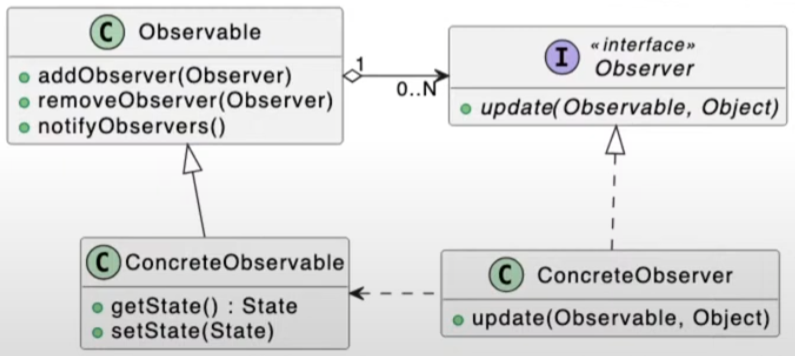 C Observable
addObserver(Observer)
removeObserver(Observer)
notifyObservers()
1
0..N
I «interface»
Observer
update(Observable, Object)
C ConcreteObservable
getState() : State
setState(State)
C ConcreteObserver
update(Observable, Object)